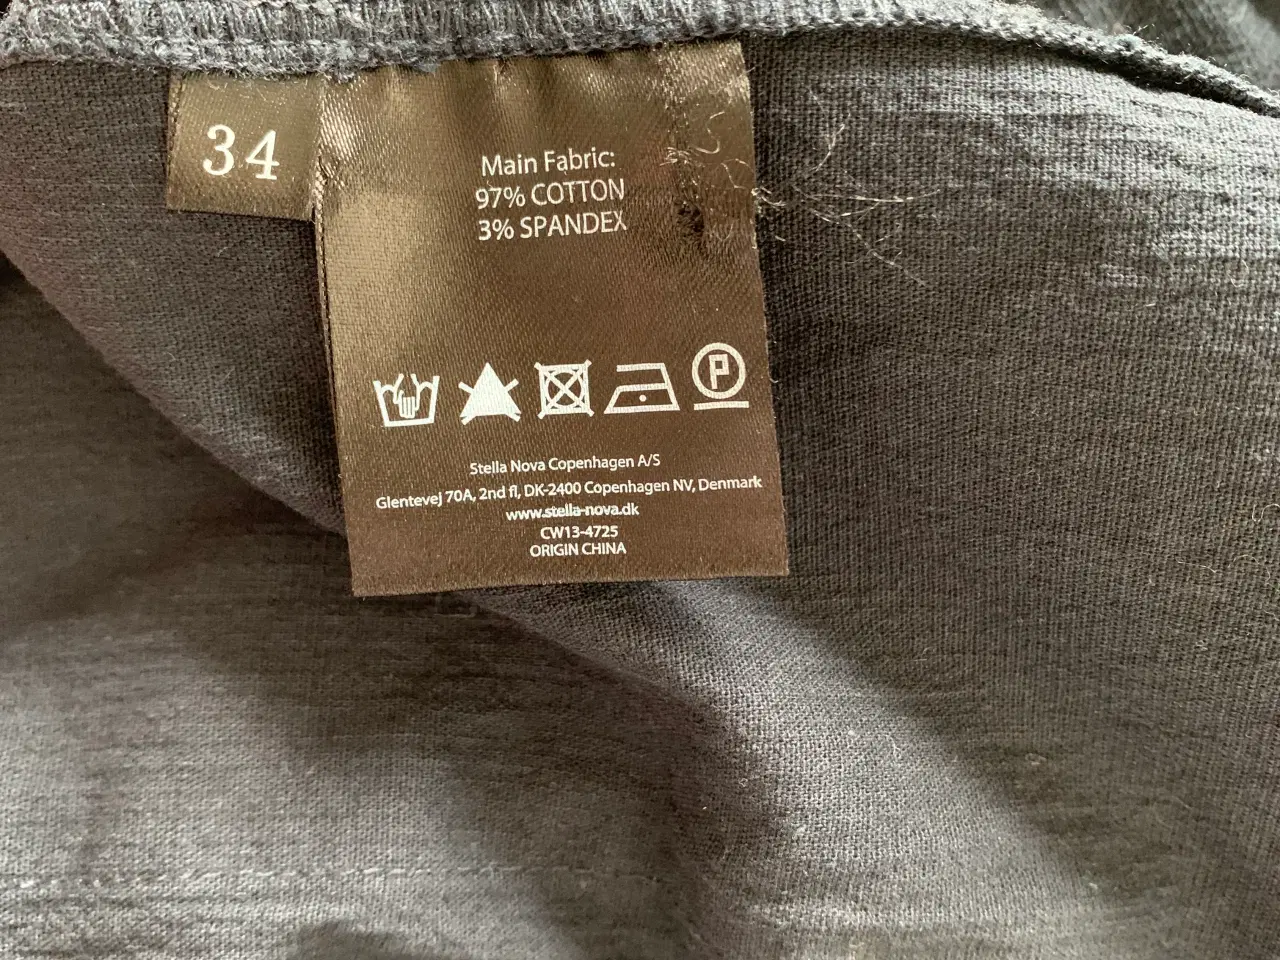 34
Main Fabric:
97% COTTON
3% SPANDEX
P
Stella Nova Copenhagen A/S
Glentevej 70A, 2nd fl, DK-2400 Copenhagen NV, Denmark
www.stella-nova.dk
CW13-4725
ORIGIN CHINA